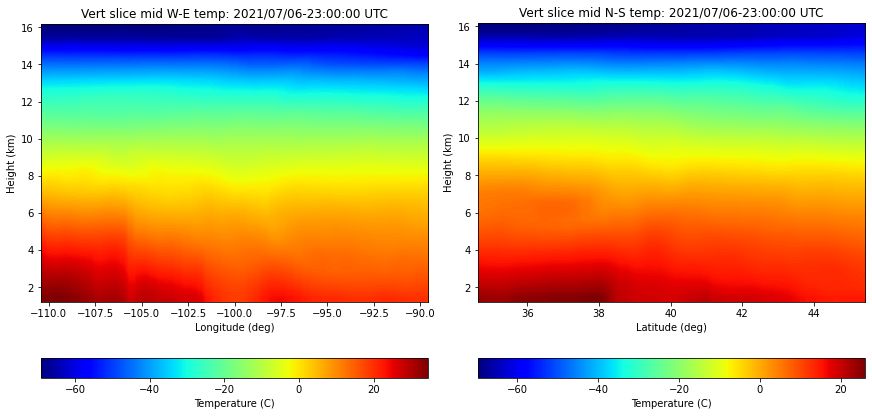 Vert slice mid W-E temp: 2021/07/06-23:00:00 UTC
16
14
12
10
8
6
4
2
Height (km)
−110.0 −107.5 −105.0 −102.5 −100.0 −97.5 −95.0 −92.5 −90.0
Longitude (deg)
−60 −40 −20 0 20
Temperature (C)
Vert slice mid N-S temp: 2021/07/06-23:00:00 UTC
16
14
12
10
8
6
4
2
Height (km)
36 38 40 42 44
Latitude (deg)
−60 −40 −20 0 20
Temperature (C)